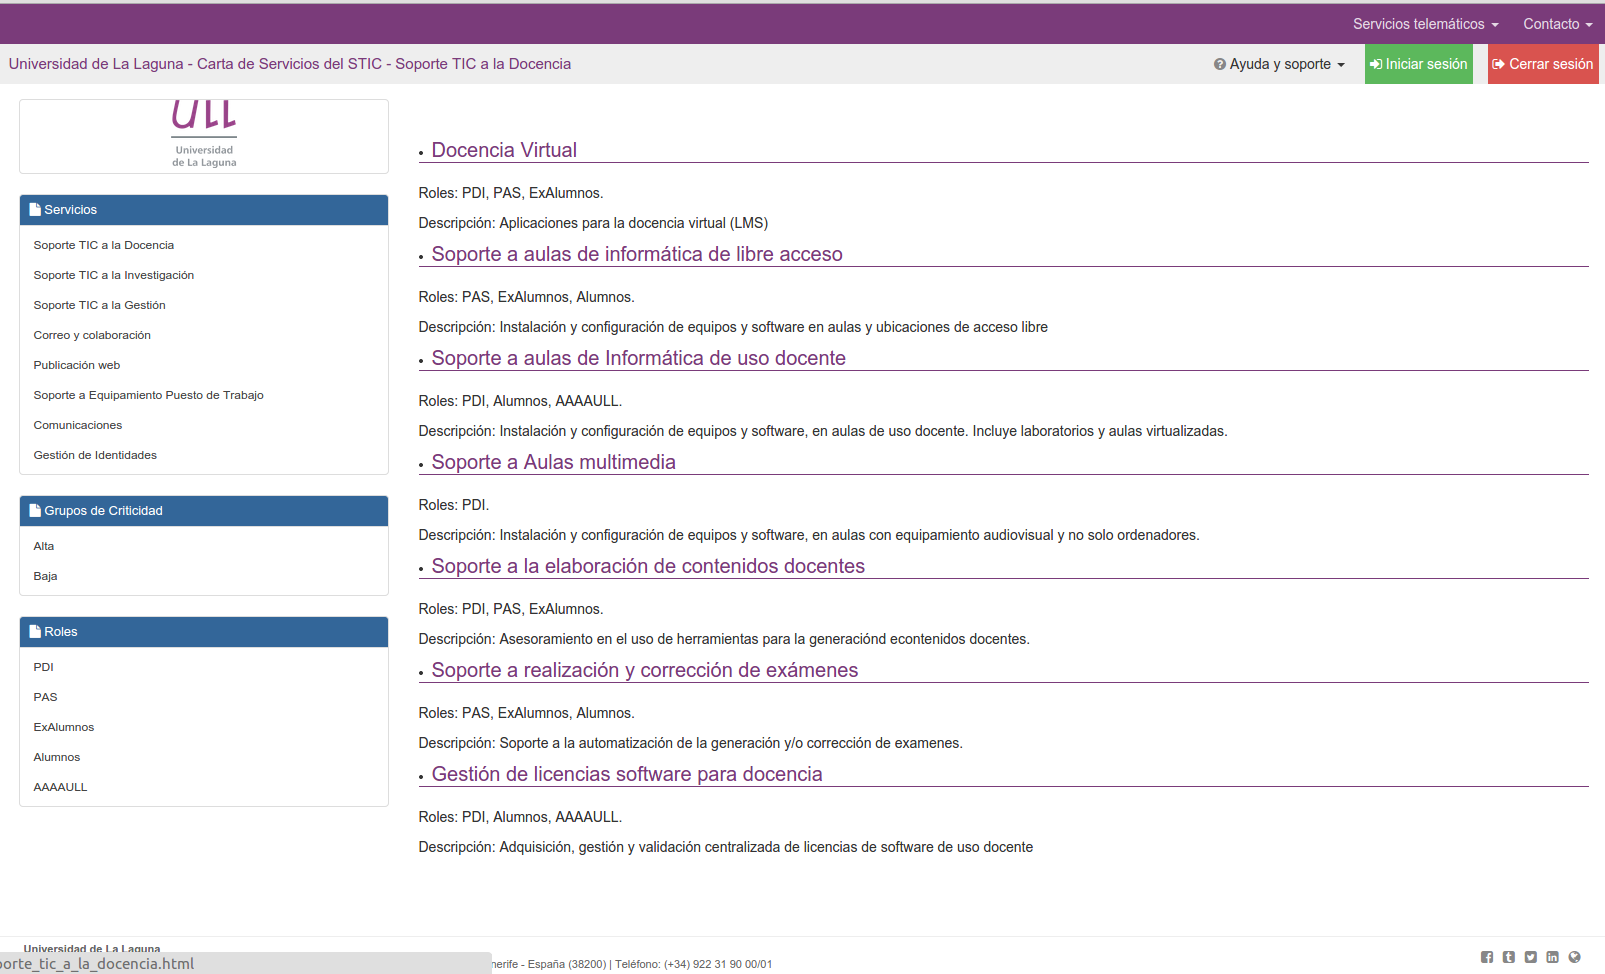 Servicios telemáticos
Contacto
Universidad de La Laguna - Carta de Servicios del STIC - Soporte TIC a la Docencia
Ayuda y soporte
Iniciar sesión
Cerrar sesión
ull
Universidad
de La Laguna
Servicios
Soporte TIC a la Docencia
Soporte TIC a la Investigación
Soporte TIC a la Gestión
Correo y colaboración
Publicación web
Soporte a Equipamiento Puesto de Trabajo
Comunicaciones
Gestión de Identidades
Grupos de Criticidad
Alta
Baja
Roles
PDI
PAS
ExAlumnos
Alumnos
AAAAULL
• Docencia Virtual
Roles: PDI, PAS, ExAlumnos.
Descripción: Aplicaciones para la docencia virtual (LMS)
• Soporte a aulas de informática de libre acceso
Roles: PAS, ExAlumnos, Alumnos.
Descripción: Instalación y configuración de equipos y software en aulas y ubicaciones de acceso libre
• Soporte a aulas de Informática de uso docente
Roles: PDI, Alumnos, AAAAULL.
Descripción: Instalación y configuración de equipos y software, en aulas de uso docente. Incluye laboratorios y aulas virtualizadas.
• Soporte a Aulas multimedia
Roles: PDI.
Descripción: Instalación y configuración de equipos y software, en aulas con equipamiento audiovisual y no solo ordenadores.
• Soporte a la elaboración de contenidos docentes
Roles: PDI, PAS, ExAlumnos.
Descripción: Asesoramiento en el uso de herramientas para la generaciónd econtenidos docentes.
• Soporte a realización y corrección de exámenes
Roles: PAS, ExAlumnos, Alumnos.
Descripción: Soporte a la automatización de la generación y/o corrección de examenes.
• Gestión de licencias software para docencia
Roles: PDI, Alumnos, AAAAULL.
Descripción: Adquisición, gestión y validación centralizada de licencias de software de uso docente
Universidad de La Laguna
porte_tic_a_la_docencia.html
nerife - España (38200) | Teléfono: (+34) 922 31 90 00/01